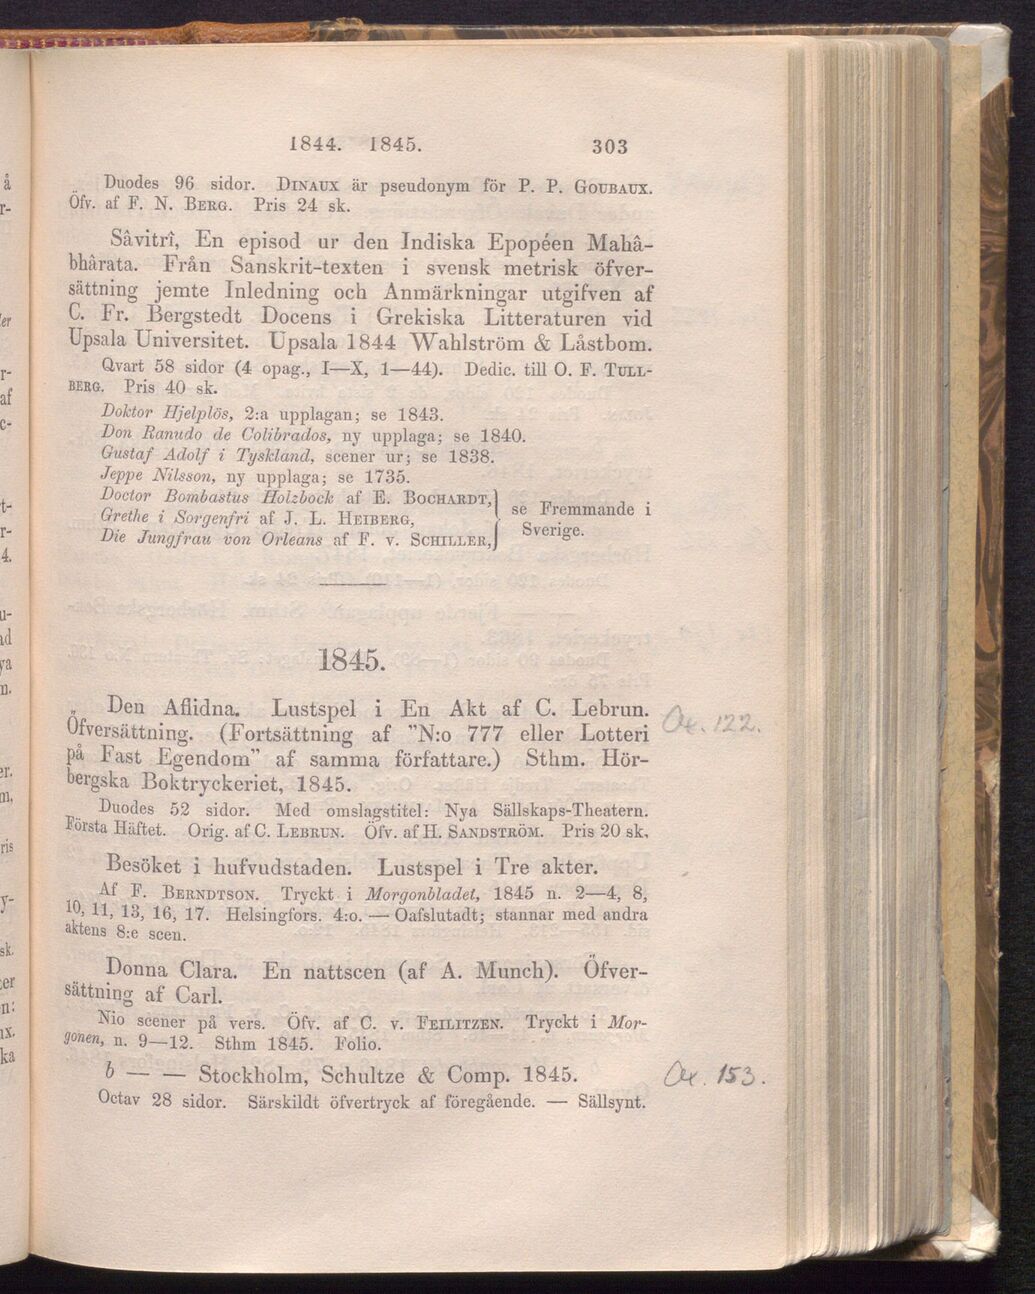 1844. 1845. 303
Duodes 96 sidor. DINAUX är pseudonym för P. P. GOUBAUX.
Öfv. af F. N. BERG. Pris 24 sk.
Sâvitrî, En episod ur den Indiska Epopéen Mahâ-
bhârata. Från Sanskrit-texten i svensk metrisk öfver-
sättning jemte Inledning och Anmärkningar utgifven af
C. Fr. Bergstedt Docens i Grekiska Litteraturen vid
Upsala Universitet. Upsala 1844 Wahlström & Låstbom.
Qvart 58 sidor (4 opag., I—X, 1—44). Dedic. till O. F. TULL-
BERG. Pris 40 sk.
Doktor Hjelplös, 2:a upplagan; se 1843.
Don Ranudo de Colibrados, ny upplaga; se 1840.
Gustaf Adolf i Tyskland, scener ur; se 1838.
Jeppe Nilsson, ny upplaga; se 1735.
Doctor Bombastus Holzbock af E. BOCHARDT,
Grethe i Sorgenfri af J. L. HEIBERG,
Die Jungfrau von Orleans af F. v. SCHILLER,
se Fremmande i
Sverige.
1845.
Den Aflidna. Lustspel i En Akt af C. Lebrun.
Öfversättning. (Fortsättning af ”N:o 777 eller Lotteri
på Fast Egendom” af samma författare.) Sthm. Hör-
bergska Boktryckeriet, 1845.
Ox. 122.
Duodes 52 sidor. Med omslagstitel: Nya Sällskaps-Theatern.
Första Häftet. Orig. af C. LEBRUN. Öfv. af H. SANDSTRÖM. Pris 20 sk.
Besöket i hufvudstaden. Lustspel i Tre akter.
Af F. BERNDTSON. Tryckt i Morgonbladet, 1845 n. 2—4, 8,
10, 11, 13, 16, 17. Helsingfors. 4:o. — Oafslutadt; stannar med andra
aktens 8:e scen.
Donna Clara. En nattscen (af A. Munch). Öfver-
sättning af Carl.
Nio scener på vers. Öfv. af C. v. FEILITZEN. Tryckt i Mor-
gonen, n. 9—12. Sthm 1845. Folio.
b — — Stockholm, Schultze & Comp. 1845.
Ox. 153.
Octav 28 sidor. Särskildt öfvertryck af föregående. — Sällsynt.